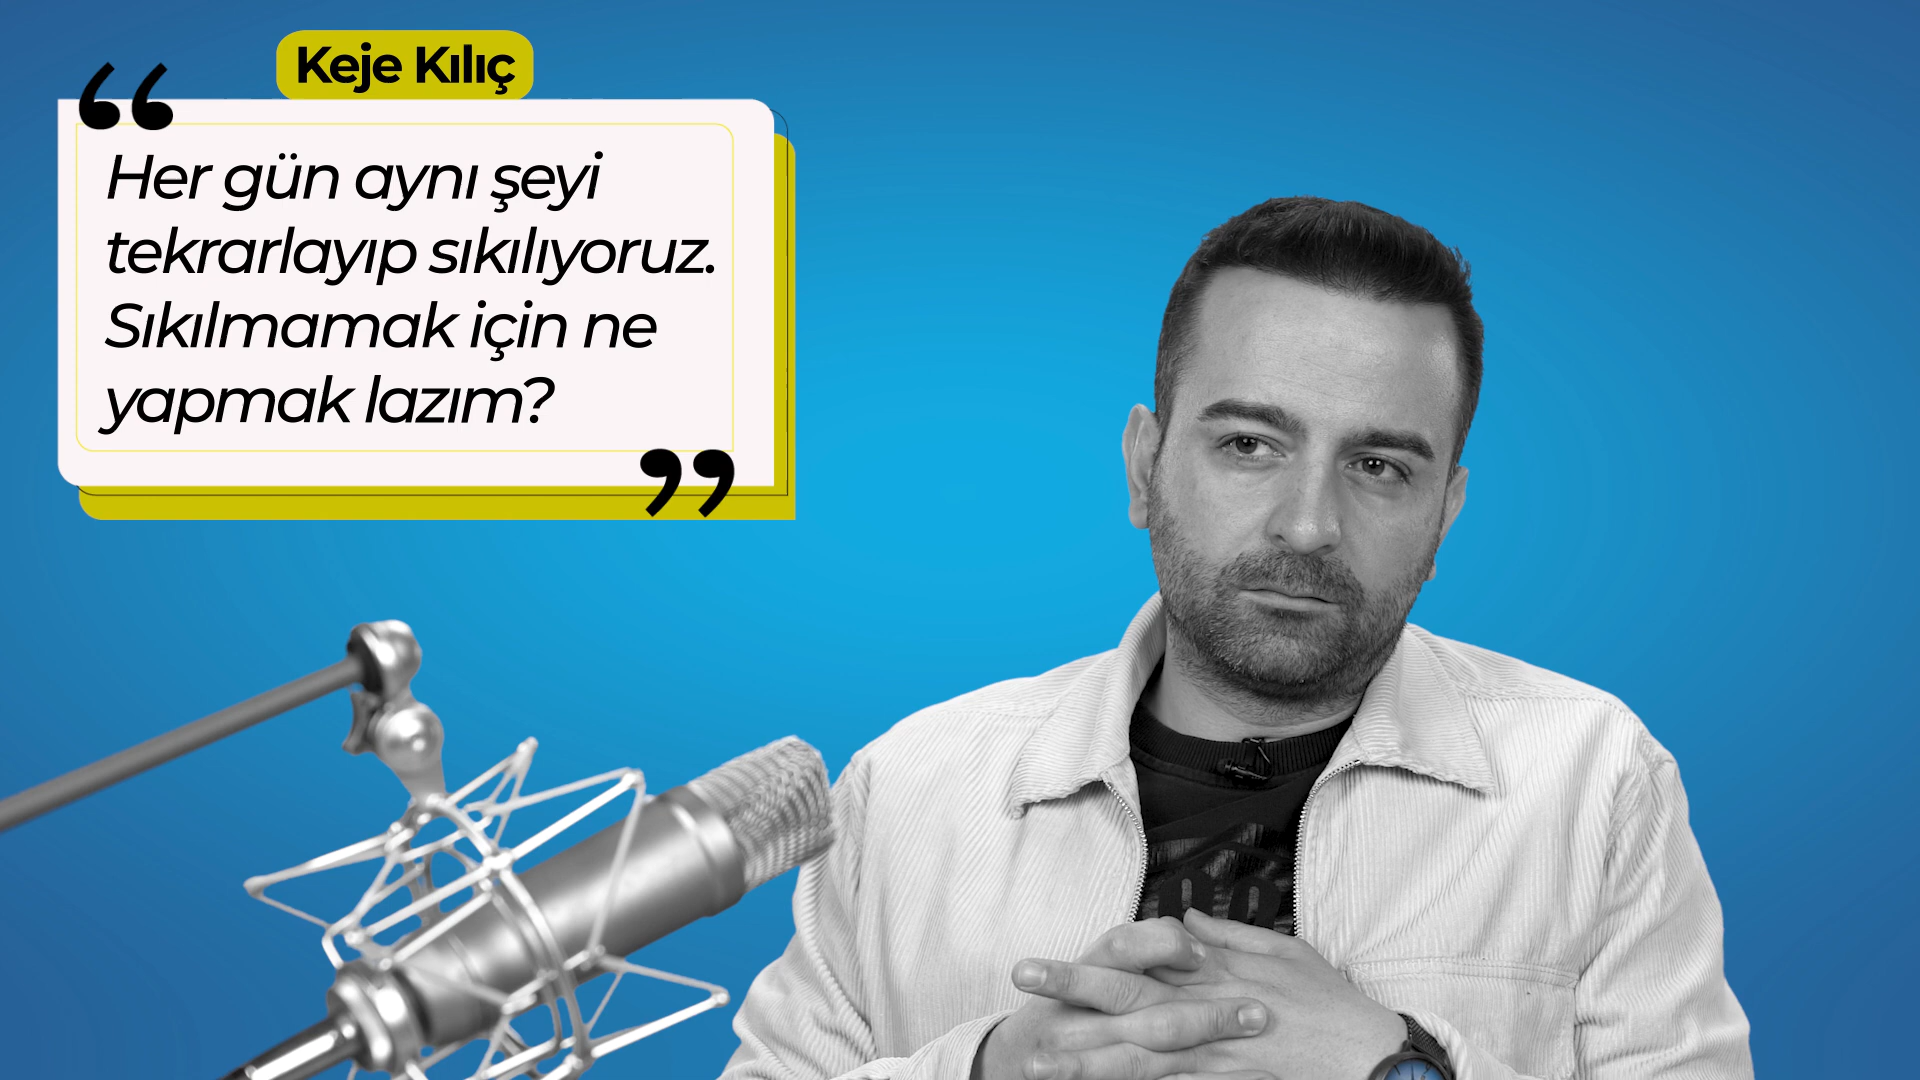 Keje Kılıç
“
Her gün aynı şeyi
tekrarlayıp sıkılıyoruz.
Sıkılmamak için ne
yapmak lazım?
”